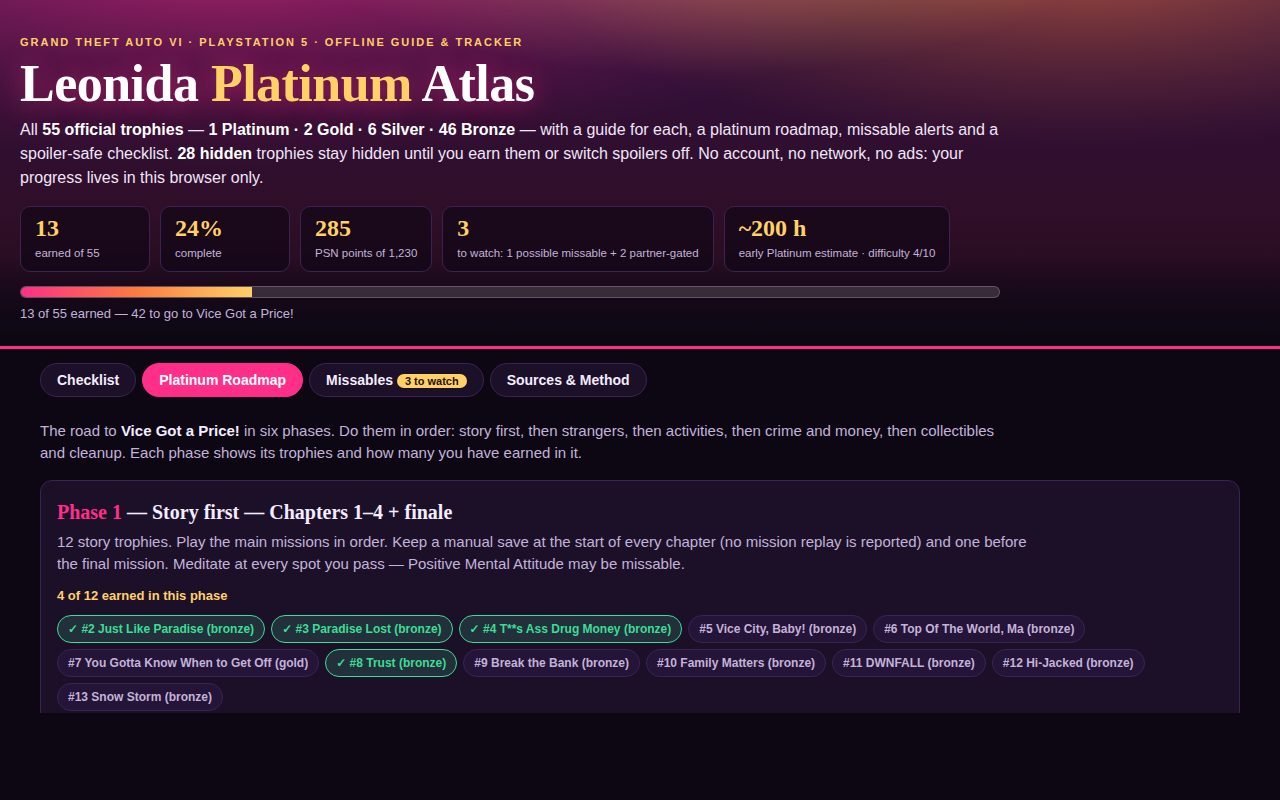 GRAND THEFT AUTO VI · PLAYSTATION 5 · OFFLINE GUIDE & TRACKER
Leonida Platinum Atlas
All 55 official trophies — 1 Platinum · 2 Gold · 6 Silver · 46 Bronze — with a guide for each, a platinum roadmap, missable alerts and a
spoiler-safe checklist. 28 hidden trophies stay hidden until you earn them or switch spoilers off. No account, no network, no ads: your
progress lives in this browser only.
13
earned of 55
24%
complete
285
PSN points of 1,230
3
to watch: 1 possible missable + 2 partner-gated
~200 h
early Platinum estimate · difficulty 4/10
13 of 55 earned — 42 to go to Vice Got a Price!
Checklist
Platinum Roadmap
Missables 3 to watch
Sources & Method
The road to Vice Got a Price! in six phases. Do them in order: story first, then strangers, then activities, then crime and money, then collectibles
and cleanup. Each phase shows its trophies and how many you have earned in it.
Phase 1 — Story first — Chapters 1–4 + finale
12 story trophies. Play the main missions in order. Keep a manual save at the start of every chapter (no mission replay is reported) and one before
the final mission. Meditate at every spot you pass — Positive Mental Attitude may be missable.
4 of 12 earned in this phase
✓ #2 Just Like Paradise (bronze)
✓ #3 Paradise Lost (bronze)
✓ #4 T**s Ass Drug Money (bronze)
#5 Vice City, Baby! (bronze)
#6 Top Of The World, Ma (bronze)
#7 You Gotta Know When to Get Off (gold)
✓ #8 Trust (bronze)
#9 Break the Bank (bronze)
#10 Family Matters (bronze)
#11 DWNFALL (bronze)
#12 Hi-Jacked (bronze)
#13 Snow Storm (bronze)